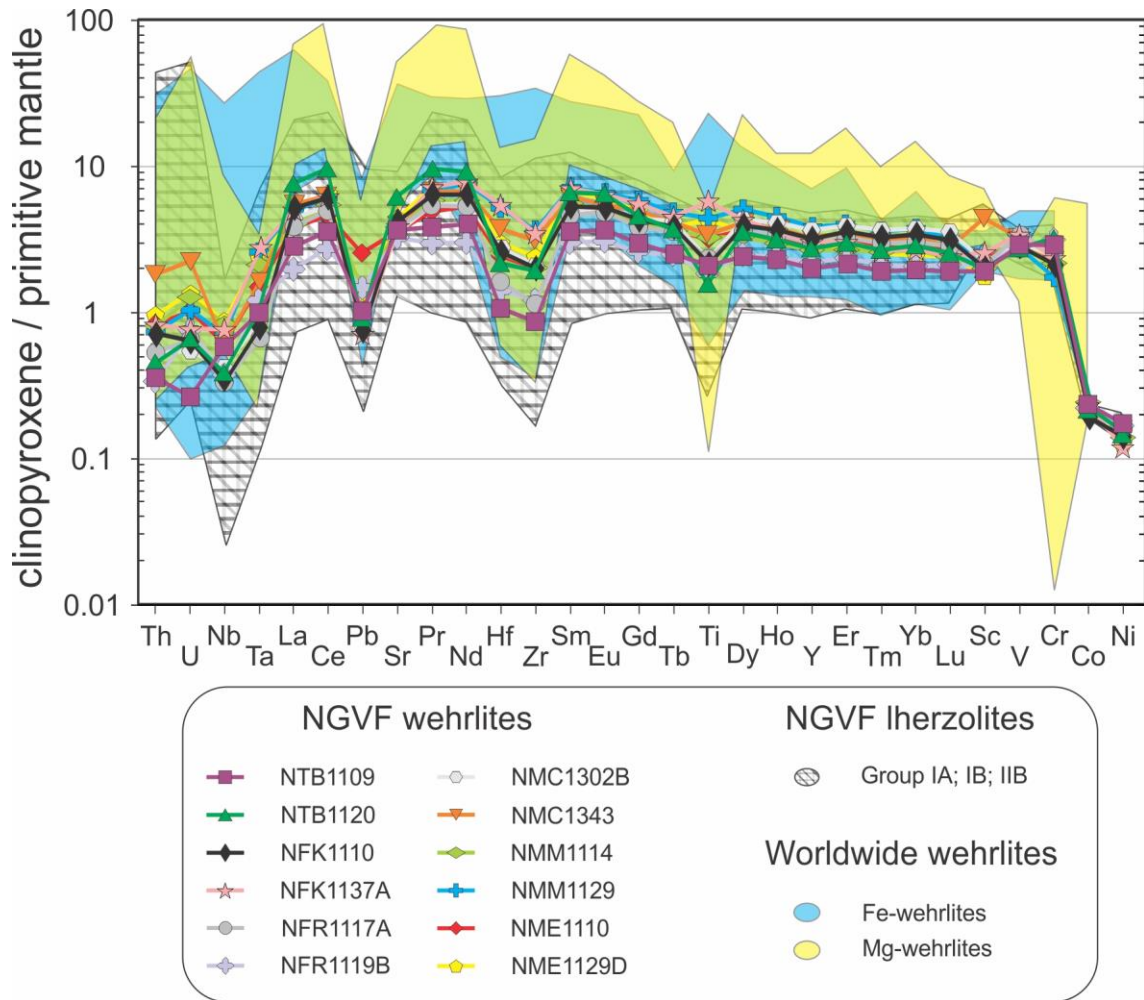 clinopyroxene / primitive mantle
100
10
1
0.1
0.01
Th U Nb Ta La Ce Pb Sr Pr Nd Hf Zr Sm Eu Gd Tb Ti Dy Ho Y Er Tm Yb Lu Sc V Cr Co Ni
NGVF wehrlites
NTB1109
NTB1120
NFK1110
NFK1137A
NFR1117A
NFR1119B
NMC1302B
NMC1343
NMM1114
NMM1129
NME1110
NME1129D
NGVF lherzolites
Group IA; IB; IIB
Worldwide wehrlites
Fe-wehrlites
Mg-wehrlites